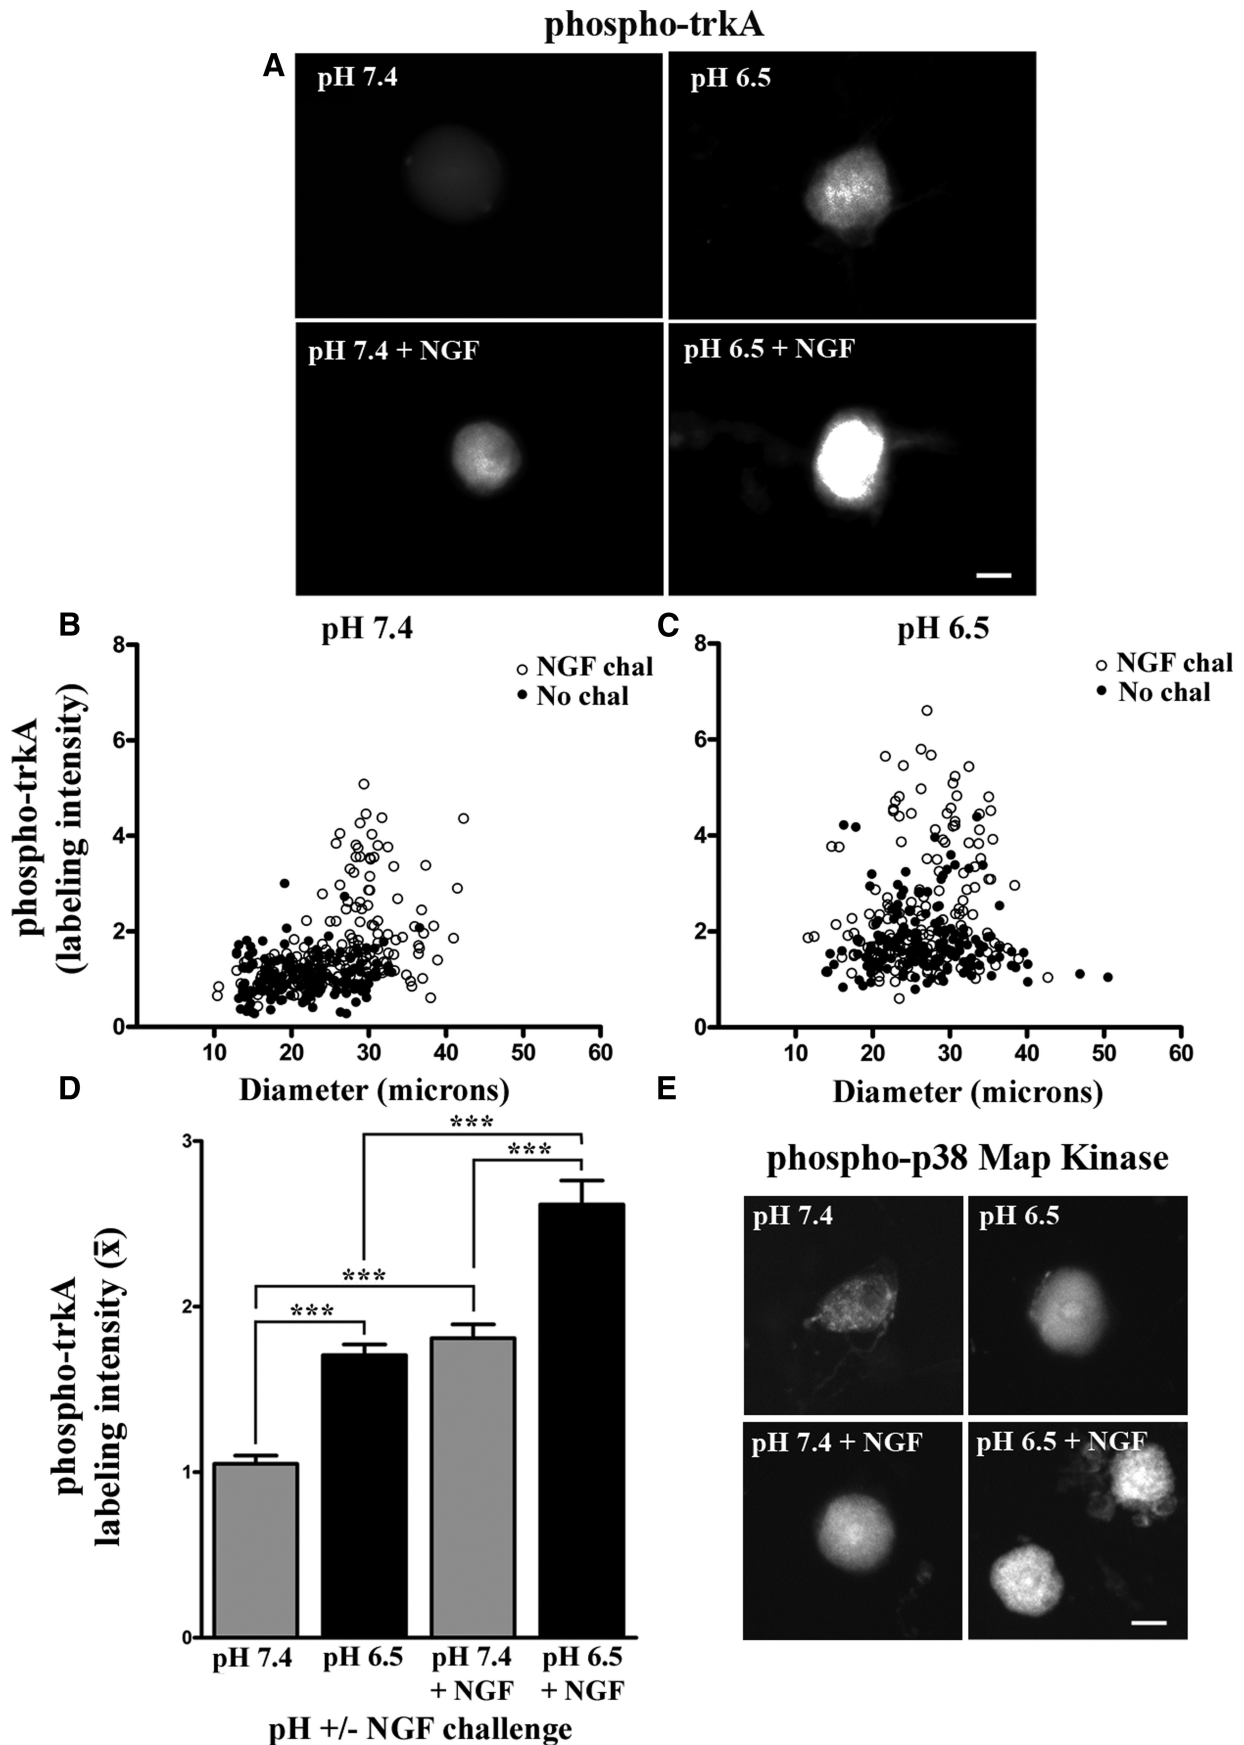 phospho-trkA
A
pH 7.4
pH 6.5
pH 7.4 + NGF
pH 6.5 + NGF
B
pH 7.4
NGF chal
No chal
phospho-trkA
(labeling intensity)
8
6
4
2
0
10 20 30 40 50 60
Diameter (microns)
C
pH 6.5
NGF chal
No chal
8
6
4
2
0
10 20 30 40 50 60
Diameter (microns)
D
phospho-trkA
labeling intensity (x̅)
3
2
1
0
***
***
***
***
pH 7.4
pH 6.5
pH 7.4
+ NGF
pH 6.5
+ NGF
pH +/- NGF challenge
E
phospho-p38 Map Kinase
pH 7.4
pH 6.5
pH 7.4 + NGF
pH 6.5 + NGF